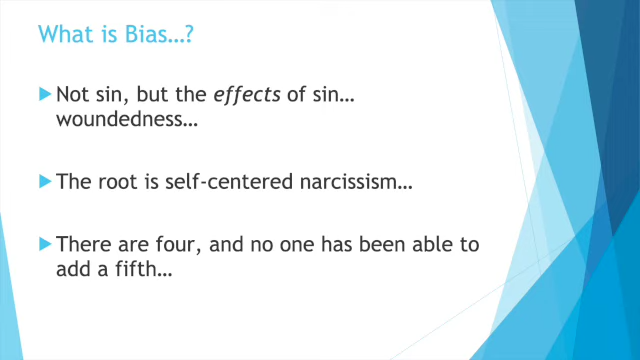 What is Bias…?
Not sin, but the effects of sin…
woundedness…
The root is self-centered narcissism…
There are four, and no one has been able to
add a fifth…